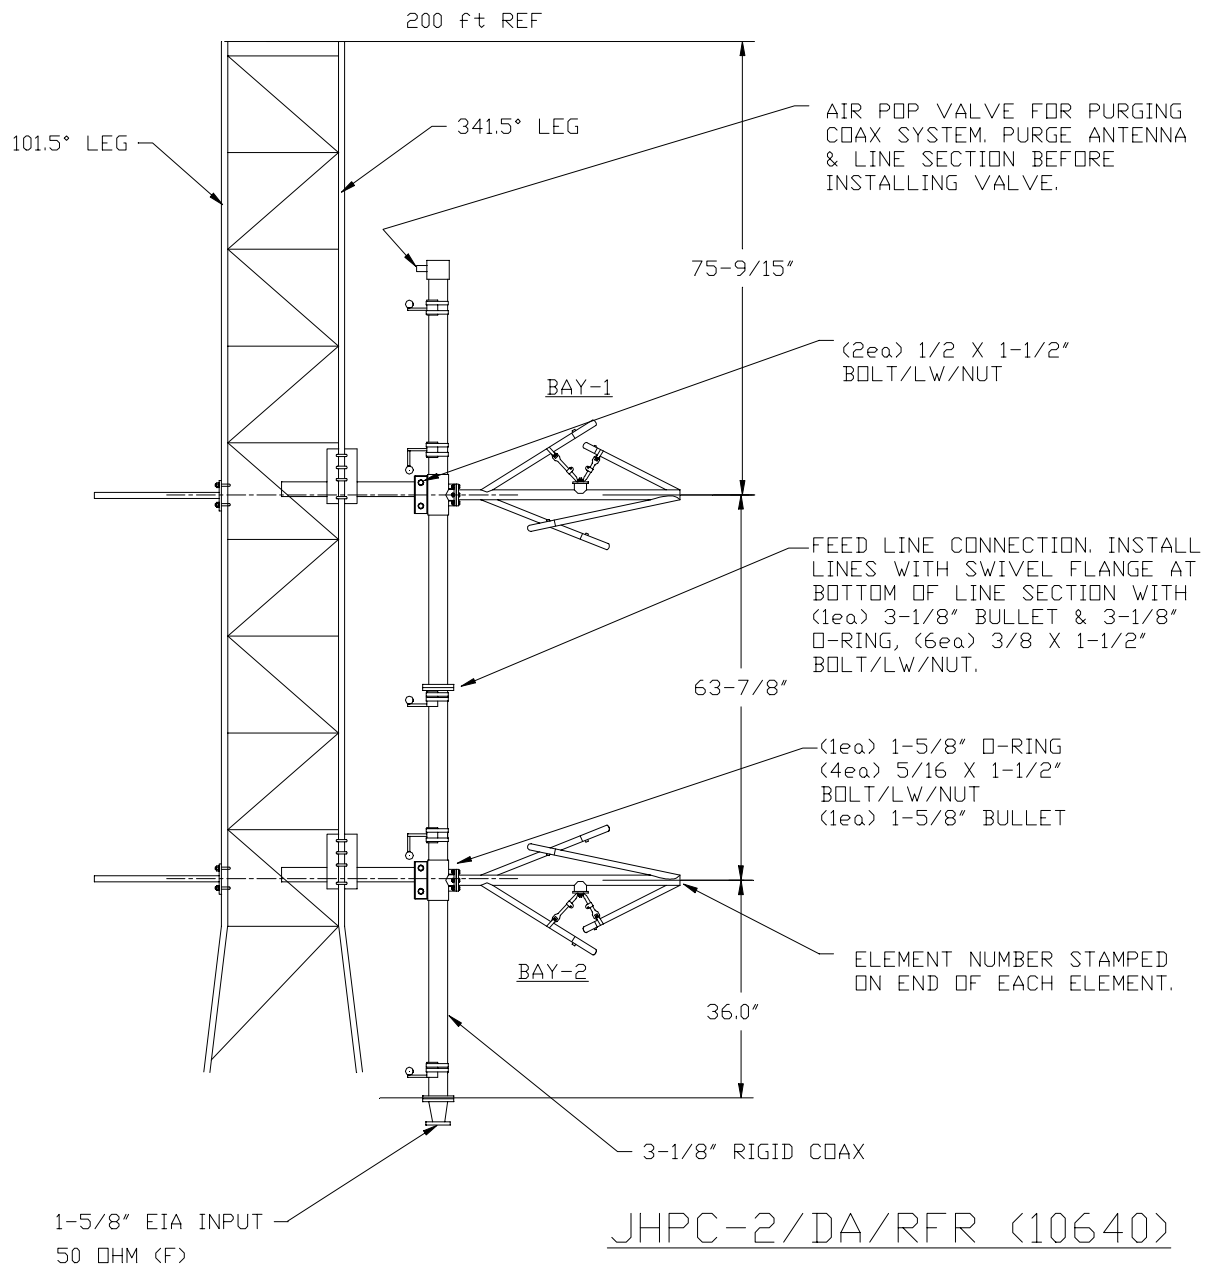 200 ft REF
101.5° LEG
341.5° LEG
AIR POP VALVE FOR PURGING
COAX SYSTEM. PURGE ANTENNA
& LINE SECTION BEFORE
INSTALLING VALVE.
75-9/15"
(2ea) 1/2 X 1-1/2"
BOLT/LW/NUT
BAY-1
FEED LINE CONNECTION. INSTALL
LINES WITH SWIVEL FLANGE AT
BOTTOM OF LINE SECTION WITH
(1ea) 3-1/8" BULLET & 3-1/8"
O-RING, (6ea) 3/8 X 1-1/2"
BOLT/LW/NUT.
63-7/8"
(1ea) 1-5/8" O-RING
(4ea) 5/16 X 1-1/2"
BOLT/LW/NUT
(1ea) 1-5/8" BULLET
BAY-2
ELEMENT NUMBER STAMPED
ON END OF EACH ELEMENT.
36.0"
3-1/8" RIGID COAX
1-5/8" EIA INPUT
50 OHM (F)
JHPC-2/DA/RFR (10640)